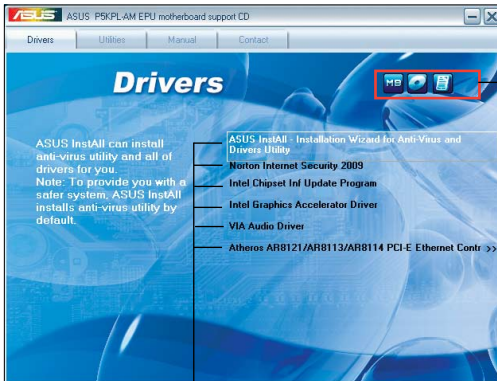 ASUS ASUS P5KPL-AM EPU motherboard support CD
Drivers Utilities Manual Contact
Drivers
MB
ASUS InstAll can install
anti-virus utility and all of
drivers for you.
Note: To provide you with a
safer system, ASUS InstAll
installs anti-virus utility by
default.
ASUS InstAll - Installation Wizard for Anti-Virus and
Drivers Utility
Norton Internet Security 2009
Intel Chipset Inf Update Program
Intel Graphics Accelerator Driver
VIA Audio Driver
Atheros AR8121/AR8113/AR8114 PCI-E Ethernet Contr >>